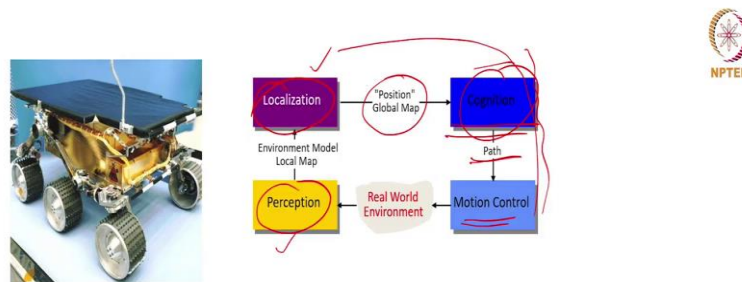 NPTEL
Localization
"Position"
Global Map
Cognition
Environment Model
Local Map
Path
Perception
Real World
Environment
Motion Control